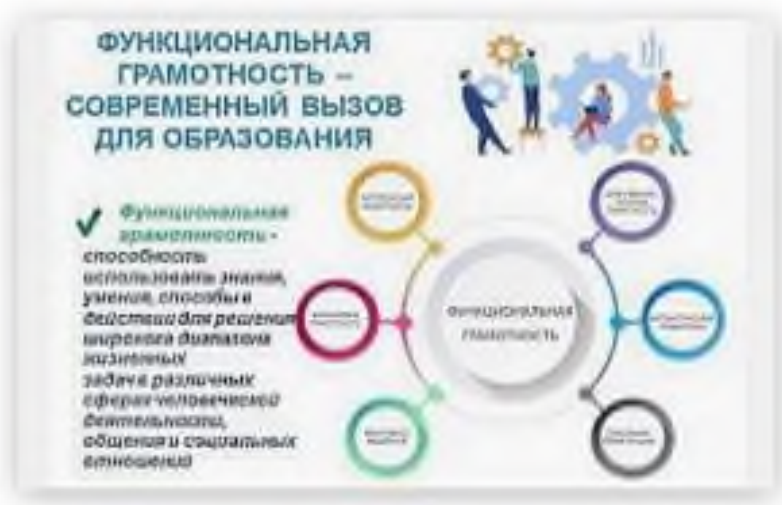 ФУНКЦИОНАЛЬНАЯ
ГРАМОТНОСТЬ –
СОВРЕМЕННЫЙ ВЫЗОВ
ДЛЯ ОБРАЗОВАНИЯ
Функциональная
грамотность -
способность
использовать знания,
умения, способы в
действии для решения
широкого диапазона
жизненных
задач в различных
сферах человеческой
деятельности,
общения и социальных
отношений
ФУНКЦИОНАЛЬНАЯ
ГРАМОТНОСТЬ